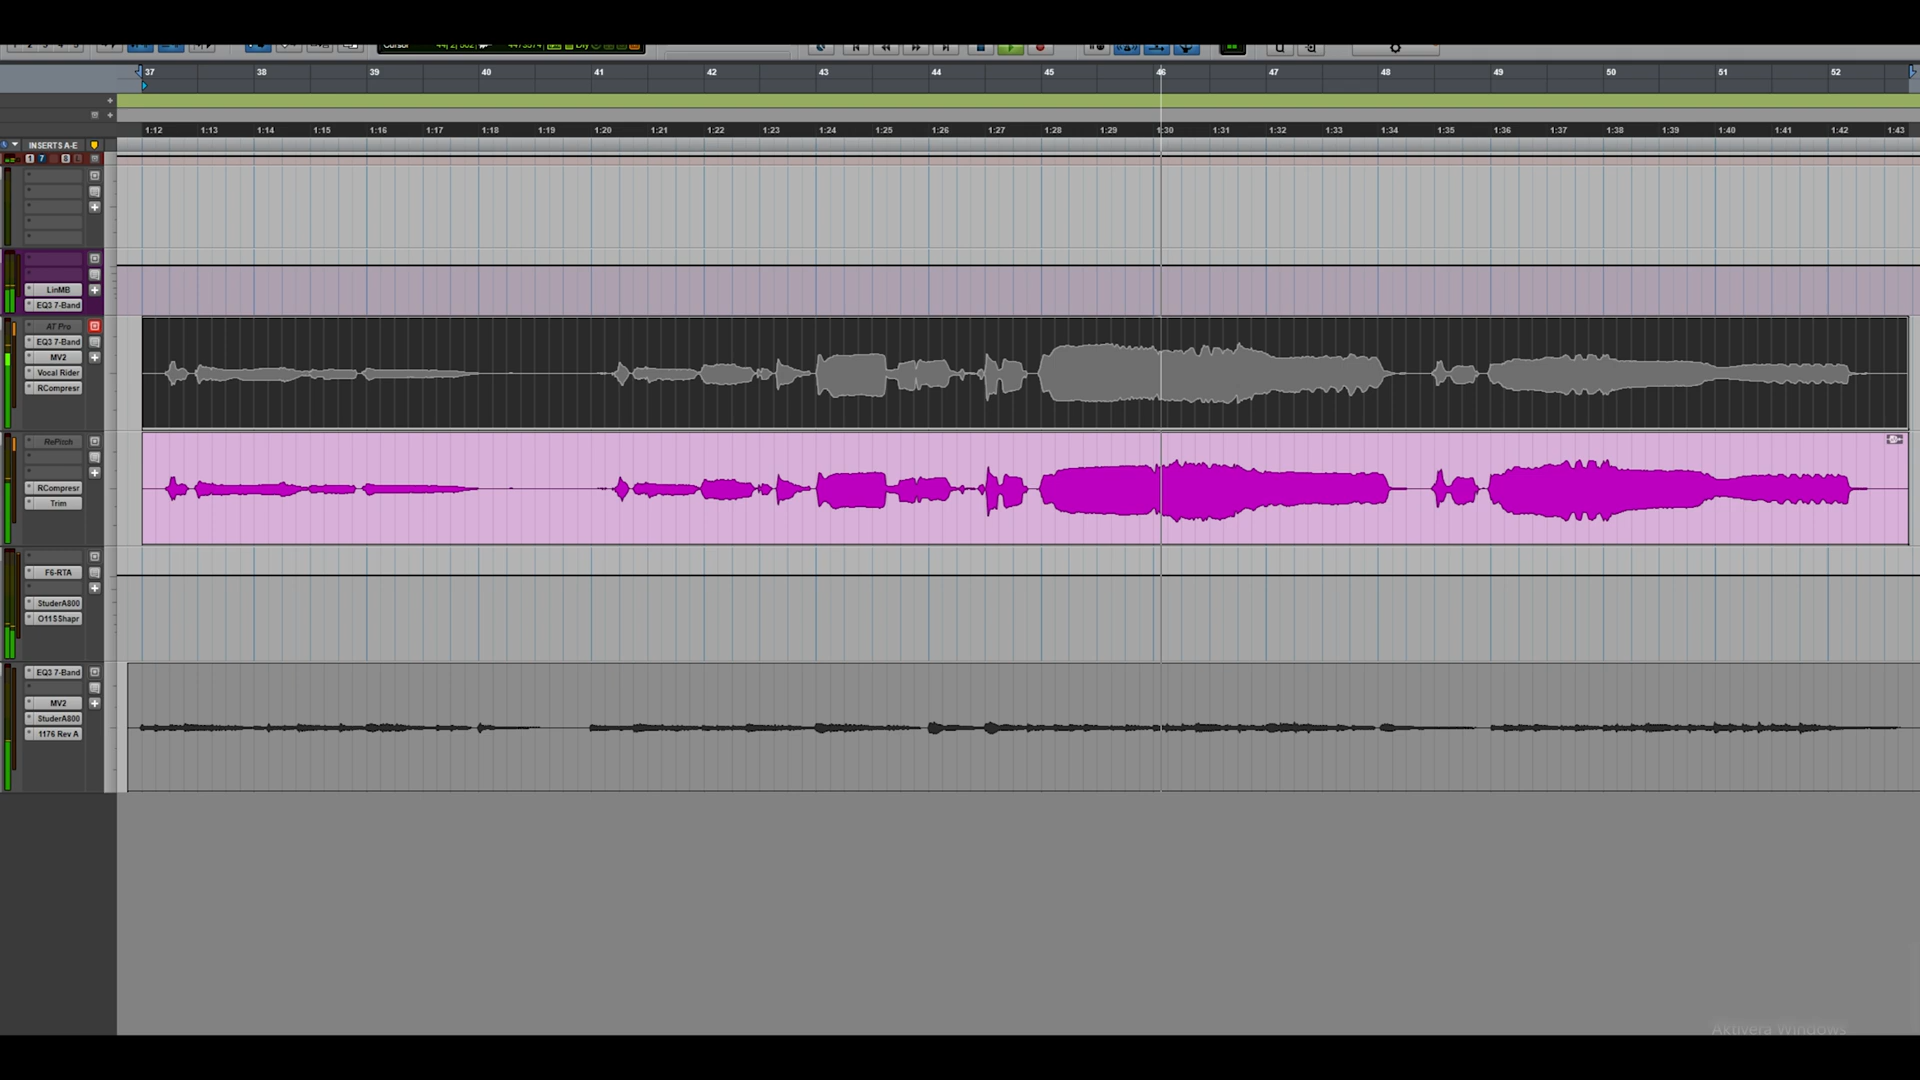 Cursor
37 38 39 40 41 42 43 44 45 46 47 48 49 50 51 52
1:12 1:13 1:14 1:15 1:16 1:17 1:18 1:19 1:20 1:21 1:22 1:23 1:24 1:25 1:26 1:27 1:28 1:29 1:30 1:31 1:32 1:33 1:34 1:35 1:36 1:37 1:38 1:39 1:40 1:41 1:42 1:43
INSERTS A-E
LinMB
EQ3 7-Band
AT Pro
EQ3 7-Band
MV2
Vocal Rider
RCompresr
RePitch
RCompresr
Trim
F6-RTA
StuderA800
O11SShapr
EQ3 7-Band
MV2
StuderA800
1176 Rev A
Aktivera Windows